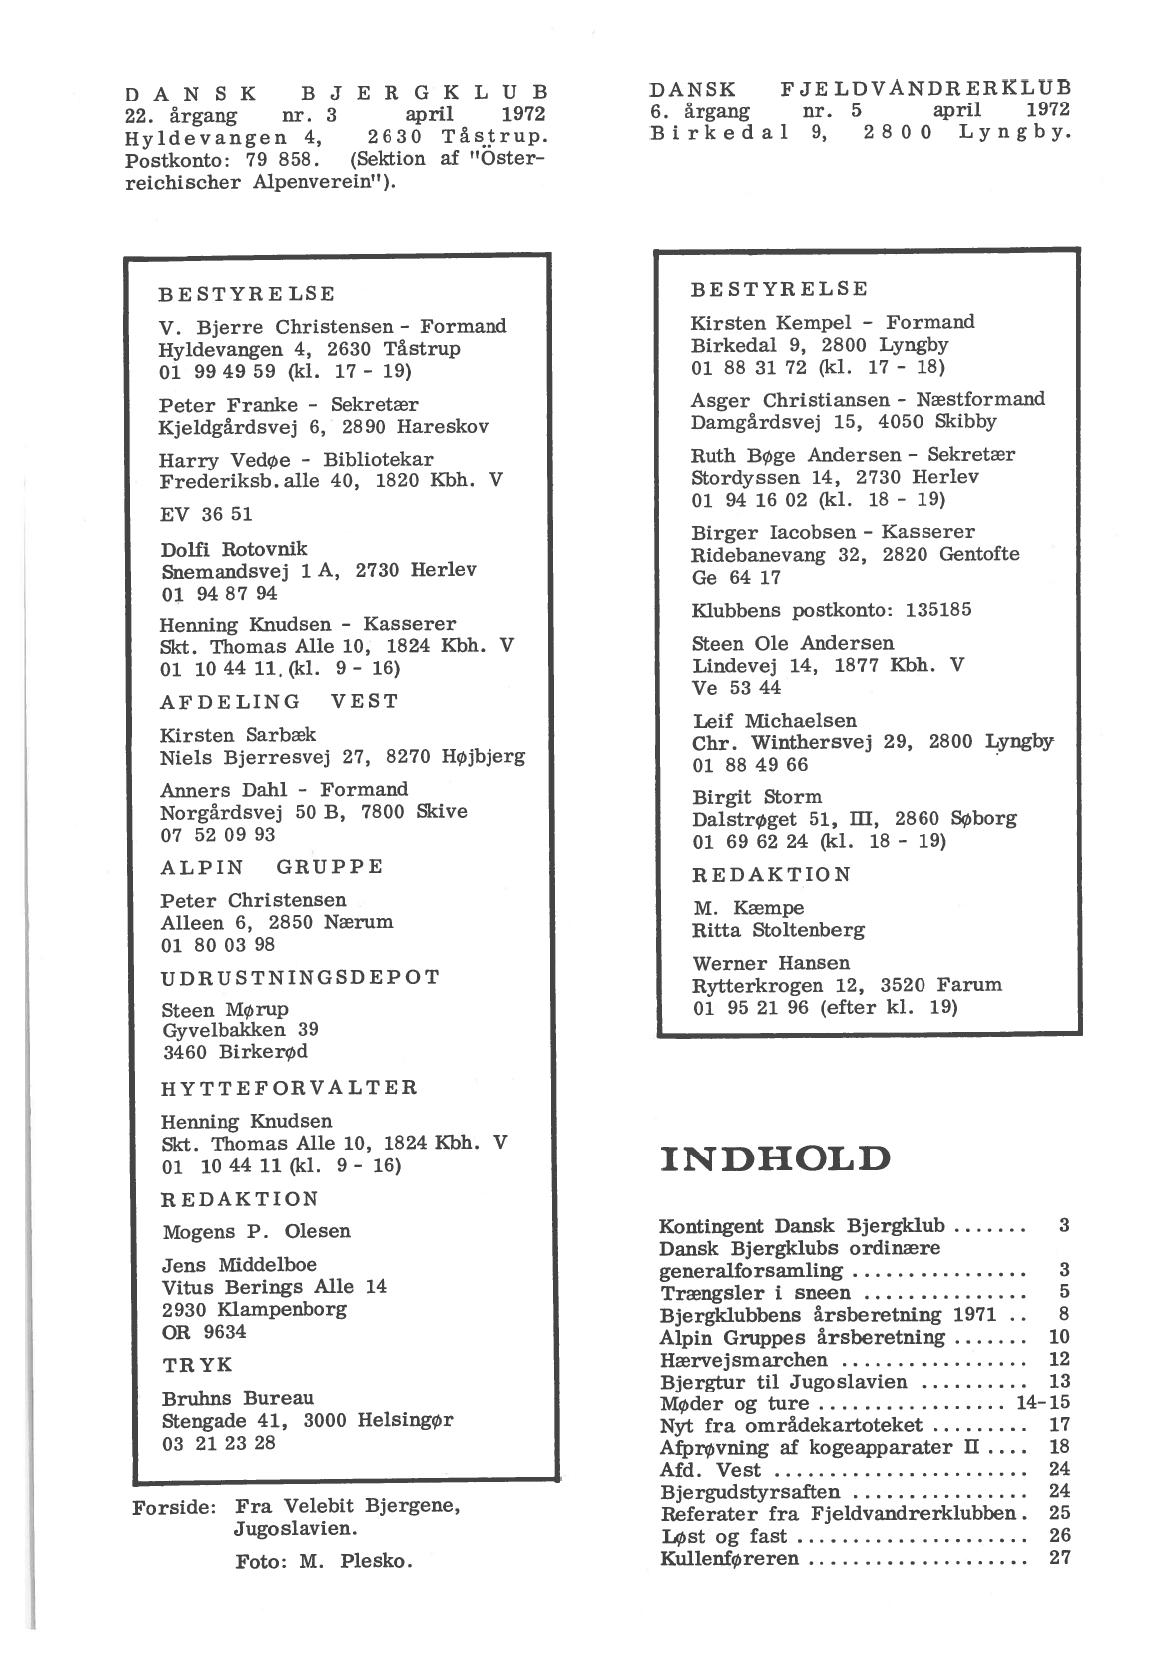 DANSK BJERGKLUB
22. årgang nr. 3 april 1972
Hyldevangen 4, 2630 Tåstrup.
Postkonto: 79 858. (Sektion af "Öster-
reichischer Alpenverein").
BESTYRELSE
V. Bjerre Christensen - Formand
Hyldevangen 4, 2630 Tåstrup
01 99 49 59 (kl. 17 - 19)
Peter Franke - Sekretær
Kjeldgårdsvej 6, 2890 Hareskov
Harry Vedøe - Bibliotekar
Frederiksb.alle 40, 1820 Kbh. V
EV 36 51
Dolfi Rotovnik
Snemandsvej 1 A, 2730 Herlev
01 94 87 94
Henning Knudsen - Kasserer
Skt. Thomas Alle 10, 1824 Kbh. V
01 10 44 11. (kl. 9 - 16)
AFDELING VEST
Kirsten Sarbæk
Niels Bjerresvej 27, 8270 Højbjerg
Anners Dahl - Formand
Norgårdsvej 50 B, 7800 Skive
07 52 09 93
ALPIN GRUPPE
Peter Christensen
Alleen 6, 2850 Nærum
01 80 03 98
UDRUSTNINGSDEPOT
Steen Mørup
Gyvelbakken 39
3460 Birkerød
HYTTEFORVALTER
Henning Knudsen
Skt. Thomas Alle 10, 1824 Kbh. V
01 10 44 11 (kl. 9 - 16)
REDAKTION
Mogens P. Olesen
Jens Middelboe
Vitus Berings Alle 14
2930 Klampenborg
OR 9634
TRYK
Bruhns Bureau
Stengade 41, 3000 Helsingør
03 21 23 28
Forside: Fra Velebit Bjergene,
Jugoslavien.
Foto: M. Plesko.
DANSK FJELDVANDRERKLUB
6. årgang nr. 5 april 1972
Birkedal 9, 2800 Lyngby.
BESTYRELSE
Kirsten Kempel - Formand
Birkedal 9, 2800 Lyngby
01 88 31 72 (kl. 17 - 18)
Asger Christiansen - Næstformand
Damgårdsvej 15, 4050 Skibby
Ruth Bøge Andersen - Sekretær
Stordyssen 14, 2730 Herlev
01 94 16 02 (kl. 18 - 19)
Birger Iacobsen - Kasserer
Ridebanevang 32, 2820 Gentofte
Ge 64 17
Klubbens postkonto: 135185
Steen Ole Andersen
Lindevej 14, 1877 Kbh. V
Ve 53 44
Leif Michaelsen
Chr. Winthersvej 29, 2800 Lyngby
01 88 49 66
Birgit Storm
Dalstrøget 51, III, 2860 Søborg
01 69 62 24 (kl. 18 - 19)
REDAKTION
M. Kæmpe
Ritta Stoltenberg
Werner Hansen
Rytterkrogen 12, 3520 Farum
01 95 21 96 (efter kl. 19)
INDHOLD
Kontingent Dansk Bjergklub ....... 3
Dansk Bjergklubs ordinære
generalforsamling ................ 3
Trængsler i sneen ............... 5
Bjergklubbens årsberetning 1971 .. 8
Alpin Gruppes årsberetning ....... 10
Hærvejsmarchen ................. 12
Bjergtur til Jugoslavien .......... 13
Møder og ture ................. 14-15
Nyt fra områdekartoteket ......... 17
Afprøvning af kogeapparater II .... 18
Afd. Vest ....................... 24
Bjergudstyrsaften ................ 24
Referater fra Fjeldvandrerklubben. 25
Løst og fast ..................... 26
Kullenføreren .................... 27